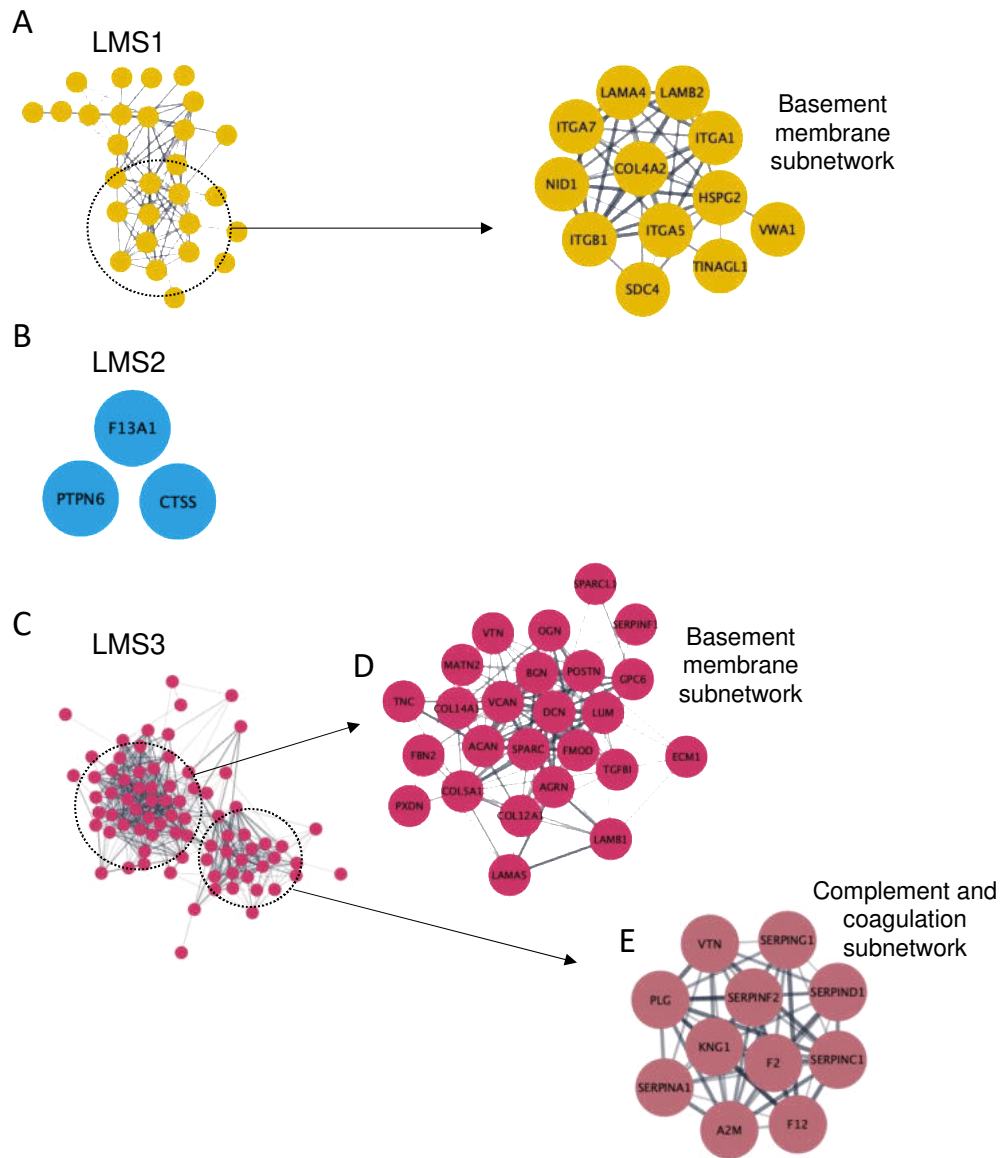 A
LMS1
LAMA4
LAMB2
Basement
membrane
subnetwork
ITGA7
ITGA1
COL4A2
NID1
HSPG2
ITGB1
ITGA5
VWA1
TINAGL1
SDC4
B
LMS2
F13A1
PTPN6
CTSS
C
LMS3
D
SPARCL1
SERPINF1
Basement
membrane
subnetwork
VTN
OGN
MATN2
BGN
POSTN
GPC6
TNC
COL14A
VCAN
DCN
LUM
FBN2
ACAN
SPARC
FMOD
TGFBI
ECM1
PXDN
COL5A1
AGRN
COL12A1
LAMB1
LAMA5
Complement and
coagulation
subnetwork
E
VTN
SERPING1
PLG
SERPINF2
SERPIND1
KNG1
F2
SERPINC1
SERPINA1
A2M
F12